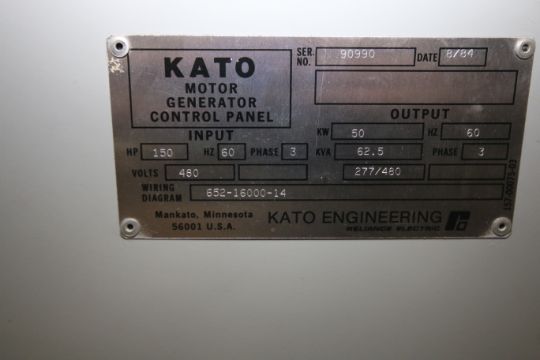 KATO
MOTOR
GENERATOR
CONTROL PANEL
SER. NO. 90990 DATE 8/84
INPUT
HP 150 HZ 60 PHASE 3
VOLTS 480
OUTPUT
KW 50 HZ 60
KVA 62.5 PHASE 3
277/480
WIRING DIAGRAM 652-16000-14
Mankato, Minnesota
56001 U.S.A.
KATO ENGINEERING
RELIANCE ELECTRIC